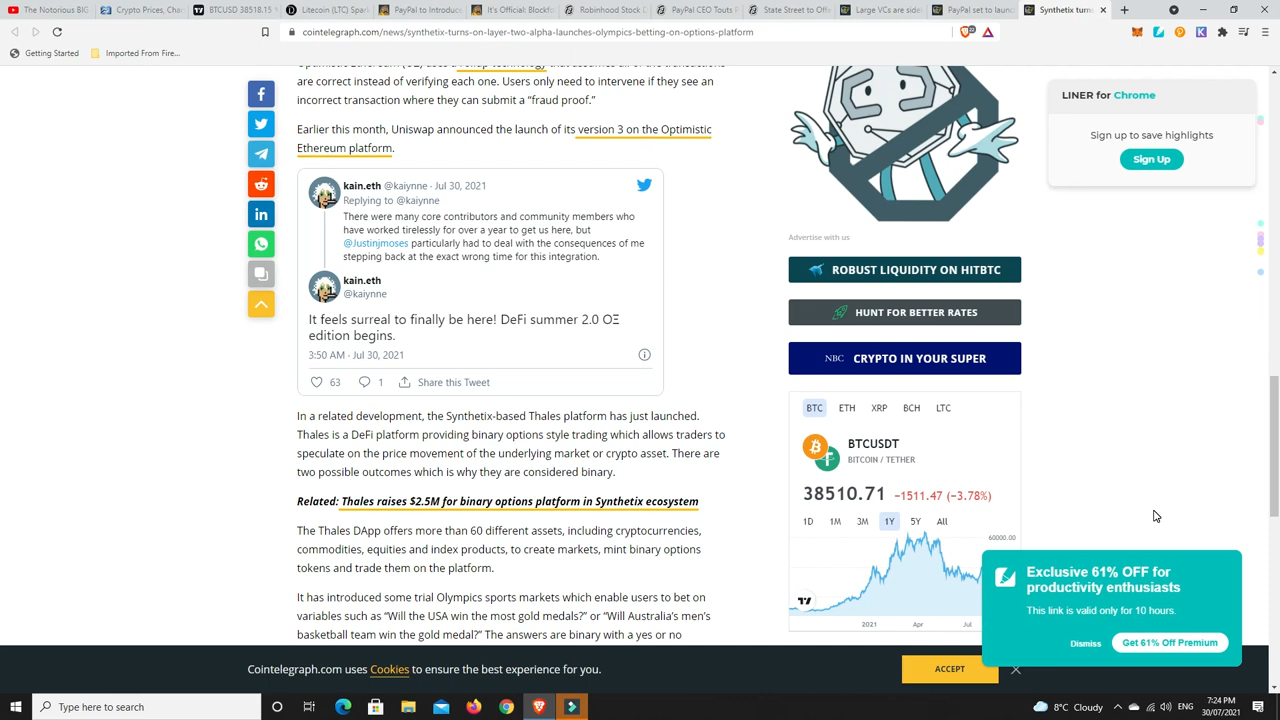 Youtube BIG
Crypto Prices, Char
BTCUSD 38518.15
Litecoin (LTC) Spark
PayPal to Introduce
It's Official: Blockfo
Robinhood Stock D
PayPal CEO Touts P
State Street to Offe
Large VCs are side
PayPal set to launc
Synthetix turns
cointelegraph.com/news/synthetix-turns-on-layer-two-alpha-launches-olympics-betting-on-options-platform
Getting Started
Imported From Fire...
are correct instead of verifying each one. Users only need to intervene if they see an
incorrect transaction where they can submit a “fraud proof.”
Earlier this month, Uniswap announced the launch of its version 3 on the Optimistic
Ethereum platform.
kain.eth @kaiynne · Jul 30, 2021
Replying to @kaiynne
There were many core contributors and community members who
have worked tirelessly for over a year to get us here, but
@Justinjmoses particularly had to deal with the consequences of me
stepping back at the exact wrong time for this integration.
kain.eth
@kaiynne
It feels surreal to finally be here! DeFi summer 2.0 OΞ
edition begins.
3:50 AM · Jul 30, 2021
63
1
Share this Tweet
In a related development, the Synthetix-based Thales platform has just launched.
Thales is a DeFi platform providing binary options style trading which allows traders to
speculate on the price movement of the underlying market or crypto asset. There are
two possible outcomes which is why they are considered binary.
Related: Thales raises $2.5M for binary options platform in Synthetix ecosystem
The Thales DApp offers more than 60 different assets, including cryptocurrencies,
commodities, equities and index products, to create markets, mint binary options
tokens and trade them on the platform.
It has introduced some trial Olympics sports markets which enable users to bet on
variables such as “Will the USA win the most gold medals?” or “Will Australia’s men’s
basketball team win the gold medal?” The answers are binary with a yes or no
Advertise with us
ROBUST LIQUIDITY ON HITBTC
HUNT FOR BETTER RATES
NBC CRYPTO IN YOUR SUPER
BTC ETH XRP BCH LTC
BTCUSDT
BITCOIN / TETHER
38510.71 −1511.47 (−3.78%)
1D 1M 3M 1Y 5Y All
60000.00
2021 Apr Jul
LINER for Chrome
Sign up to save highlights
Sign Up
Exclusive 61% OFF for
productivity enthusiasts
This link is valid only for 10 hours.
Dismiss
Get 61% Off Premium
Cointelegraph.com uses Cookies to ensure the best experience for you.
ACCEPT
Type here to search
8°C Cloudy
ENG
7:24 PM
30/07/2021